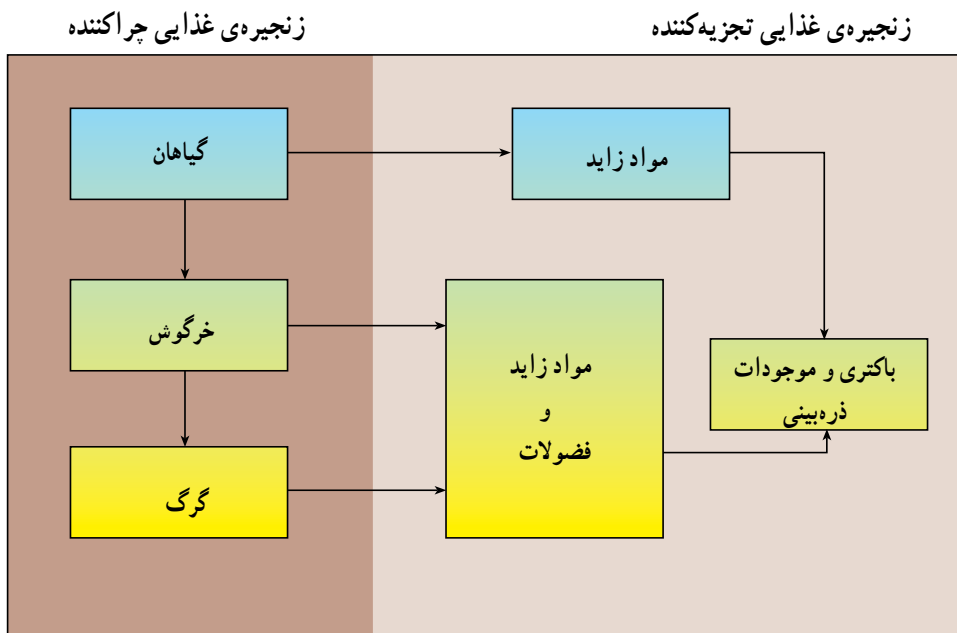 زنجیره‌ی غذایی تجزیه‌کننده
زنجیره‌ی غذایی چراکننده
گیاهان
مواد زاید
خرگوش
مواد زاید
و
فضولات
باکتری و موجودات
ذره‌بینی
گرگ